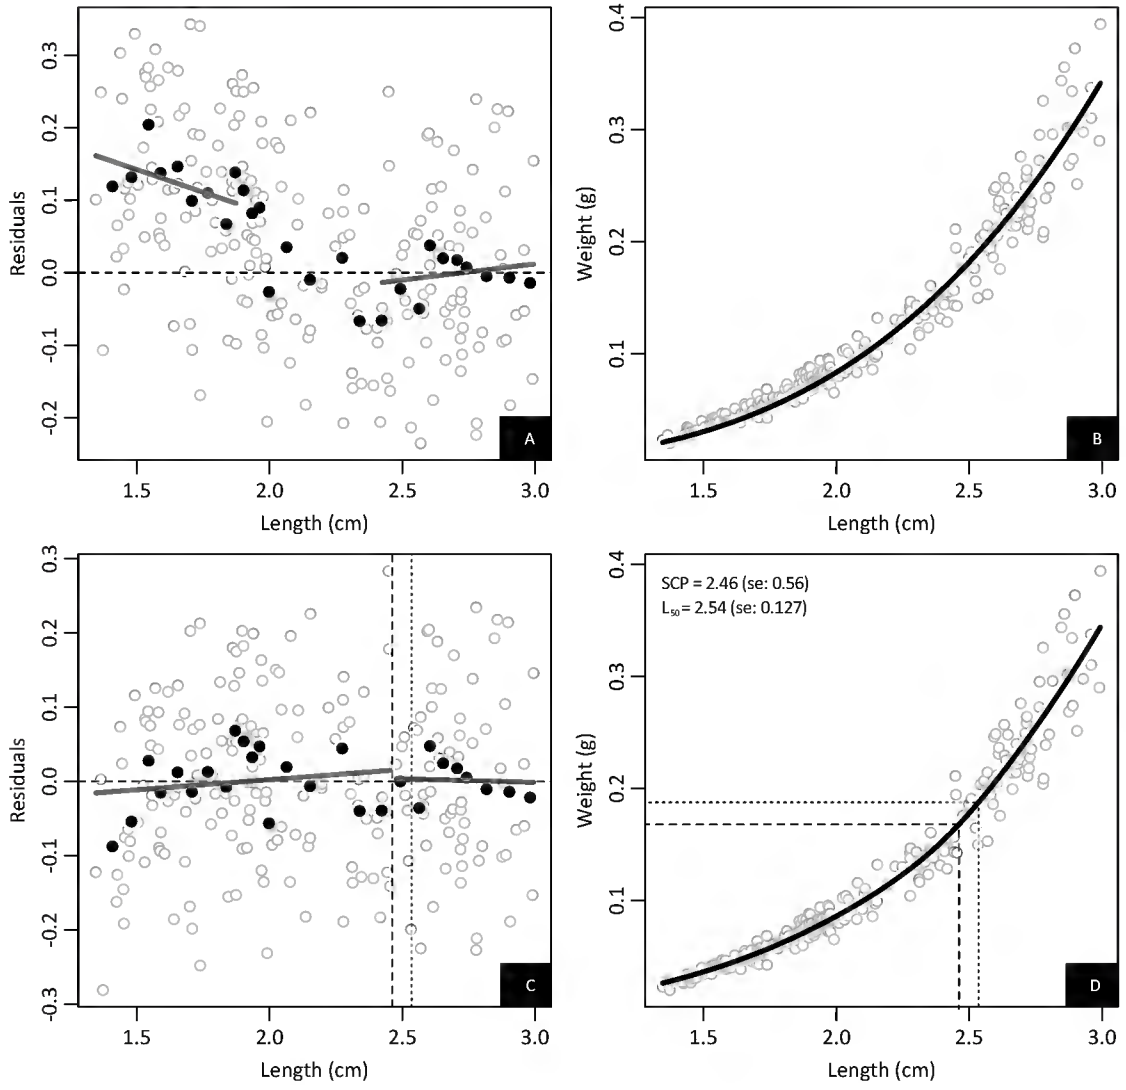 0.3
0.2
0.1
0.0
-0.1
-0.2
Residuals
1.5
2.0
2.5
3.0
Length (cm)
A
0.4
0.3
0.2
0.1
Weight (g)
1.5
2.0
2.5
3.0
Length (cm)
B
0.3
0.2
0.1
0.0
-0.1
-0.2
-0.3
Residuals
1.5
2.0
2.5
3.0
Length (cm)
C
SCP = 2.46 (se: 0.56)
L₅₀ = 2.54 (se: 0.127)
0.4
0.3
0.2
0.1
Weight (g)
1.5
2.0
2.5
3.0
Length (cm)
D